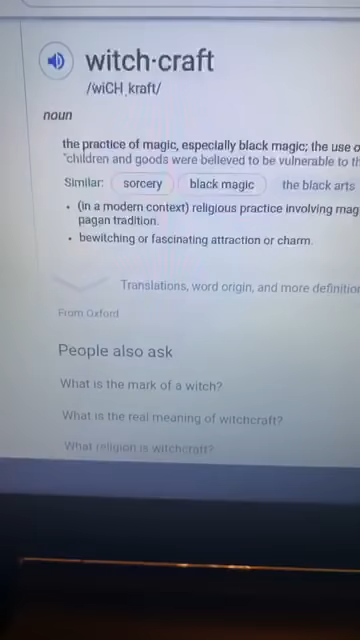 witch·craft
/ˈwiCHˌkraft/
noun
the practice of magic, especially black magic; the use o
"children and goods were believed to be vulnerable to th
Similar: sorcery black magic the black arts
• (in a modern context) religious practice involving mag
pagan tradition.
• bewitching or fascinating attraction or charm.
Translations, word origin, and more definition
From Oxford
People also ask
What is the mark of a witch?
What is the real meaning of witchcraft?
What religion is witchcraft?